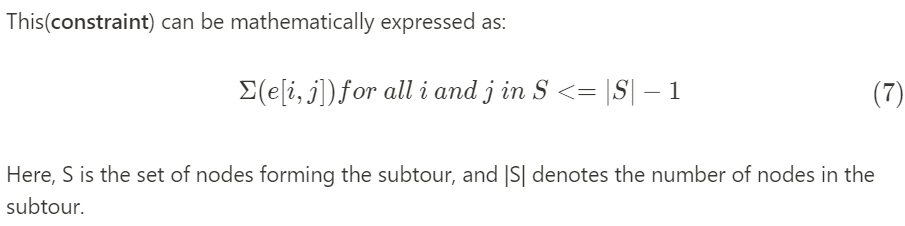 This(constraint) can be mathematically expressed as:
Σ(e[i, j])for all i and j in S <= |S| − 1 (7)
Here, S is the set of nodes forming the subtour, and |S| denotes the number of nodes in the
subtour.